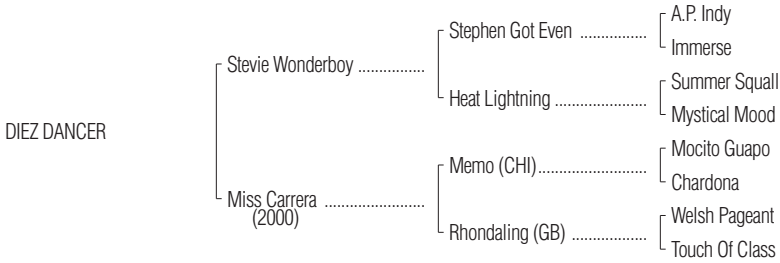 A.P. Indy
Stephen Got Even ................
Immerse
Stevie Wonderboy ................
Summer Squall
Heat Lightning ......................
Mystical Mood
DIEZ DANCER
Mocito Guapo
Memo (CHI)..........................
Chardona
Miss Carrera ........................
(2000)
Welsh Pageant
Rhondaling (GB) ..................
Touch Of Class